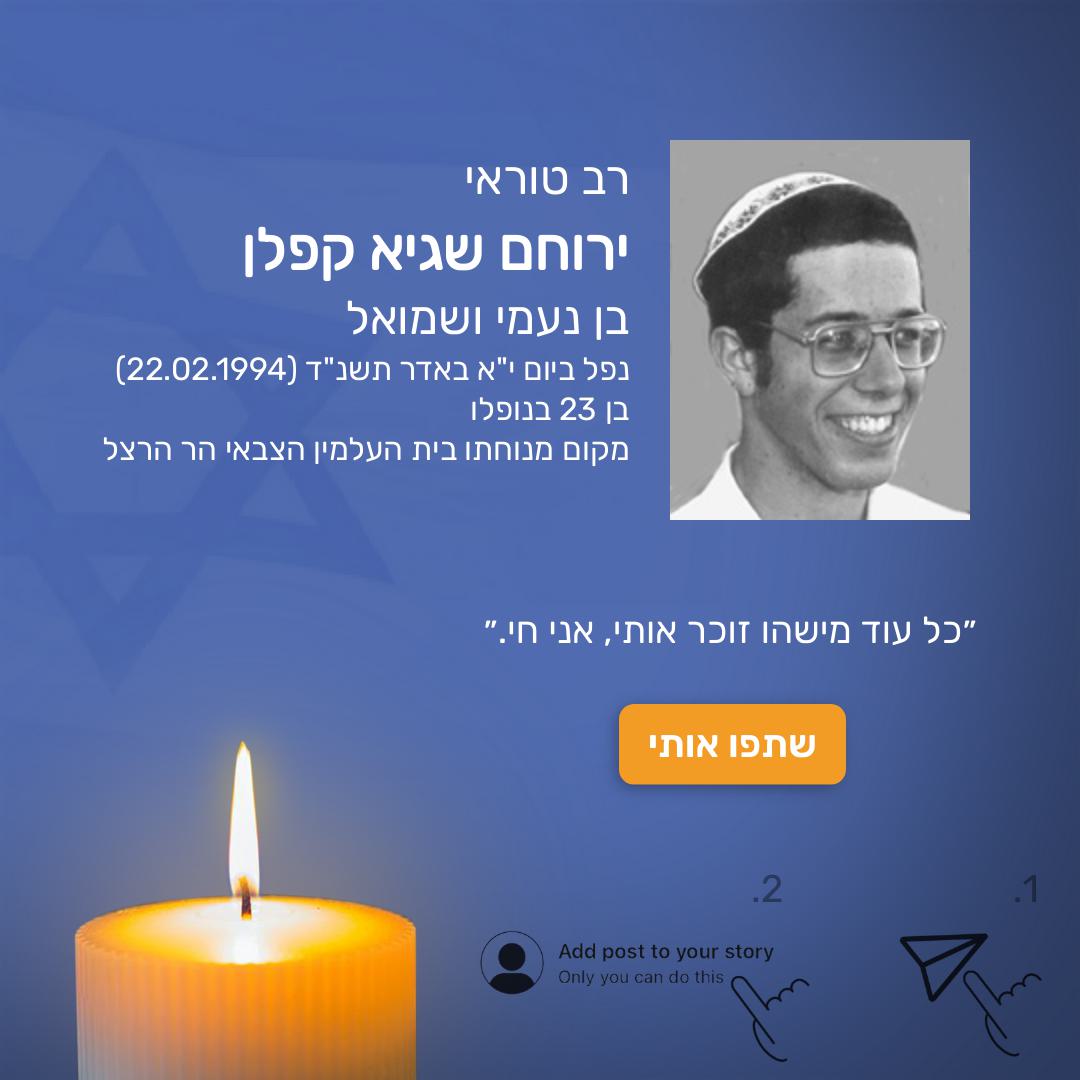 רב טוראי
ירוחם שגיא קפלן
בן נעמי ושמואל
נפל ביום י"א באדר תשנ"ד (22.02.1994)
בן 23 בנופלו
מקום מנוחתו בית העלמין הצבאי הר הרצל
״כל עוד מישהו זוכר אותי, אני חי.״
שתפו אותי
1.
2.
Add post to your story
Only you can do this